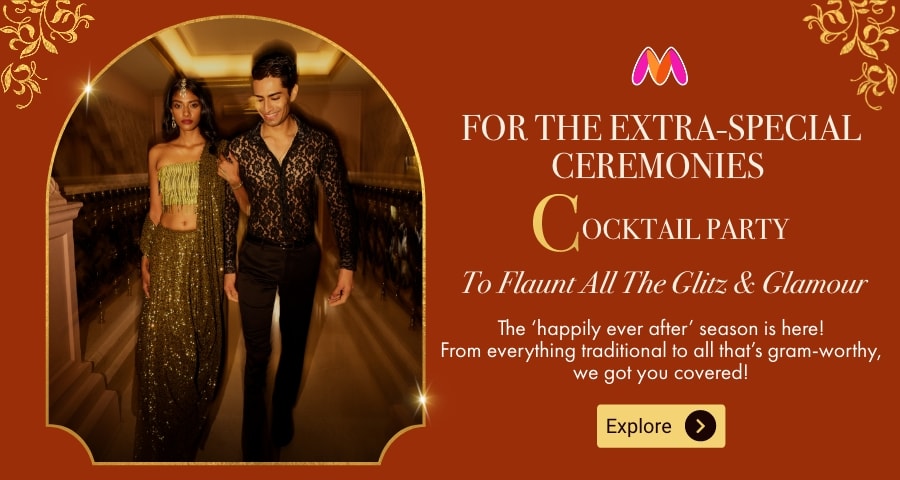 FOR THE EXTRA-SPECIAL
CEREMONIES
COCKTAIL PARTY
To Flaunt All The Glitz & Glamour
The ‘happily ever after’ season is here!
From everything traditional to all that’s gram-worthy,
we got you covered!
Explore